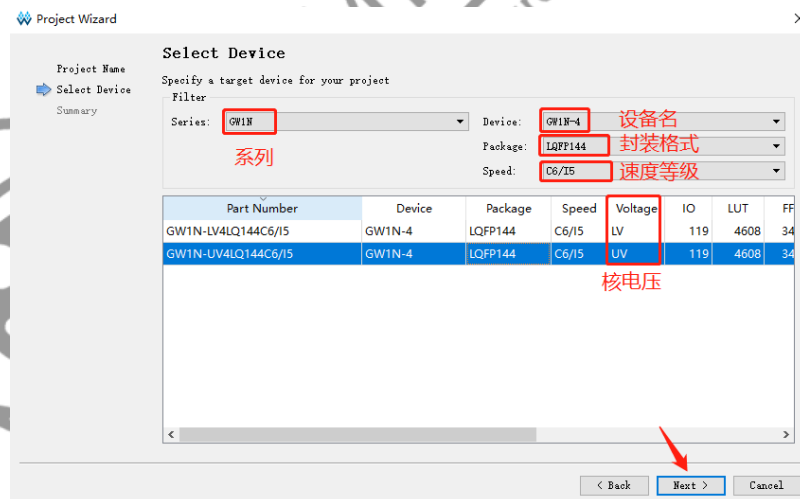 Project Wizard
Select Device
Project Name
Select Device
Summary
Specify a target device for your project
Filter
Series: GW1N
系列
Device: GW1N-4 设备名
Package: LQFP144 封装格式
Speed: C6/I5 速度等级
Part Number Device Package Speed Voltage IO LUT FF
GW1N-LV4LQ144C6/I5 GW1N-4 LQFP144 C6/I5 LV 119 4608 34
GW1N-UV4LQ144C6/I5 GW1N-4 LQFP144 C6/I5 UV 119 4608 34
核电压
< Back Next > Cancel